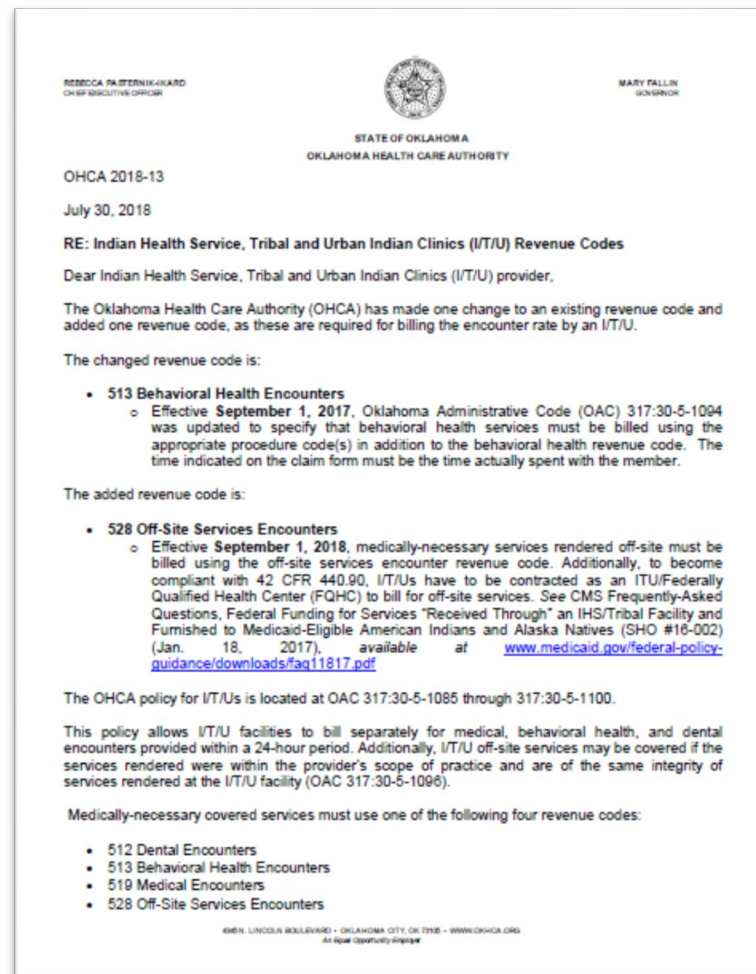 REBECCA PASTERNIK-IKARD
CHIEF EXECUTIVE OFFICER
MARY FALLIN
GOVERNOR
STATE OF OKLAHOMA
OKLAHOMA HEALTH CARE AUTHORITY
OHCA 2018-13
July 30, 2018
RE: Indian Health Service, Tribal and Urban Indian Clinics (I/T/U) Revenue Codes
Dear Indian Health Service, Tribal and Urban Indian Clinics (I/T/U) provider,
The Oklahoma Health Care Authority (OHCA) has made one change to an existing revenue code and
added one revenue code, as these are required for billing the encounter rate by an I/T/U.
The changed revenue code is:
• 513 Behavioral Health Encounters
o Effective September 1, 2017, Oklahoma Administrative Code (OAC) 317:30-5-1094
was updated to specify that behavioral health services must be billed using the
appropriate procedure code(s) in addition to the behavioral health revenue code. The
time indicated on the claim form must be the time actually spent with the member.
The added revenue code is:
• 528 Off-Site Services Encounters
o Effective September 1, 2018, medically-necessary services rendered off-site must be
billed using the off-site services encounter revenue code. Additionally, to become
compliant with 42 CFR 440.90, I/T/Us have to be contracted as an ITU/Federally
Qualified Health Center (FQHC) to bill for off-site services. See CMS Frequently-Asked
Questions, Federal Funding for Services "Received Through" an IHS/Tribal Facility and
Furnished to Medicaid-Eligible American Indians and Alaska Natives (SHO #16-002)
(Jan. 18, 2017), available at www.medicaid.gov/federal-policy-
guidance/downloads/faq11817.pdf
The OHCA policy for I/T/Us is located at OAC 317:30-5-1085 through 317:30-5-1100.
This policy allows I/T/U facilities to bill separately for medical, behavioral health, and dental
encounters provided within a 24-hour period. Additionally, I/T/U off-site services may be covered if the
services rendered were within the provider's scope of practice and are of the same integrity of
services rendered at the I/T/U facility (OAC 317:30-5-1096).
Medically-necessary covered services must use one of the following four revenue codes:
• 512 Dental Encounters
• 513 Behavioral Health Encounters
• 519 Medical Encounters
• 528 Off-Site Services Encounters
4345 N. LINCOLN BOULEVARD • OKLAHOMA CITY, OK 73105 • WWW.OKHCA.ORG
An Equal Opportunity Employer